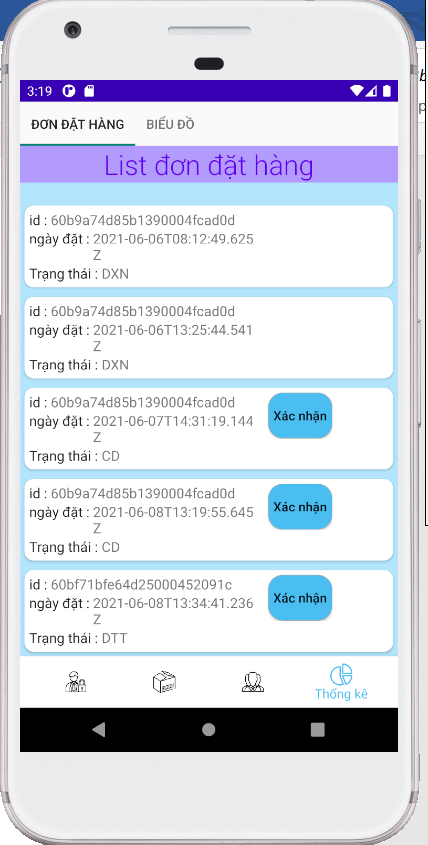 3:19
ĐƠN ĐẶT HÀNG BIỂU ĐỒ
List đơn đặt hàng
id : 60b9a74d85b1390004fcad0d
ngày đặt : 2021-06-06T08:12:49.625
Z
Trạng thái : DXN
id : 60b9a74d85b1390004fcad0d
ngày đặt : 2021-06-06T13:25:44.541
Z
Trạng thái : DXN
id : 60b9a74d85b1390004fcad0d
ngày đặt : 2021-06-07T14:31:19.144
Z
Xác nhận
Trạng thái : CD
id : 60b9a74d85b1390004fcad0d
ngày đặt : 2021-06-08T13:19:55.645
Z
Xác nhận
Trạng thái : CD
id : 60bf71bfe64d25000452091c
ngày đặt : 2021-06-08T13:34:41.236
Z
Xác nhận
Trạng thái : DTT
Thống kê